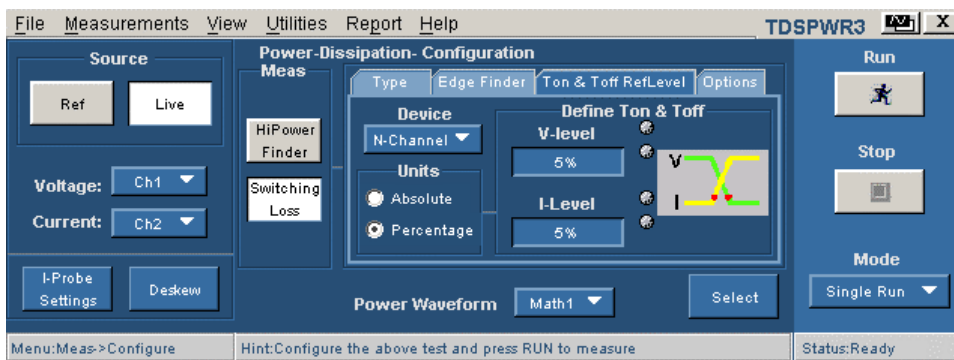 File Measurements View Utilities Report Help TDSPWR3 X
Source
Ref Live
Voltage: Ch1
Current: Ch2
I-Probe Settings
Deskew
Power-Dissipation- Configuration
Meas
HiPower Finder
Switching Loss
Type Edge Finder Ton & Toff RefLevel Options
Device
N-Channel
Units
Absolute
Percentage
Define Ton & Toff
V-level
5%
I-Level
5%
V
I
Power Waveform Math1 Select
Run
Stop
Mode
Single Run
Menu:Meas->Configure Hint:Configure the above test and press RUN to measure Status:Ready